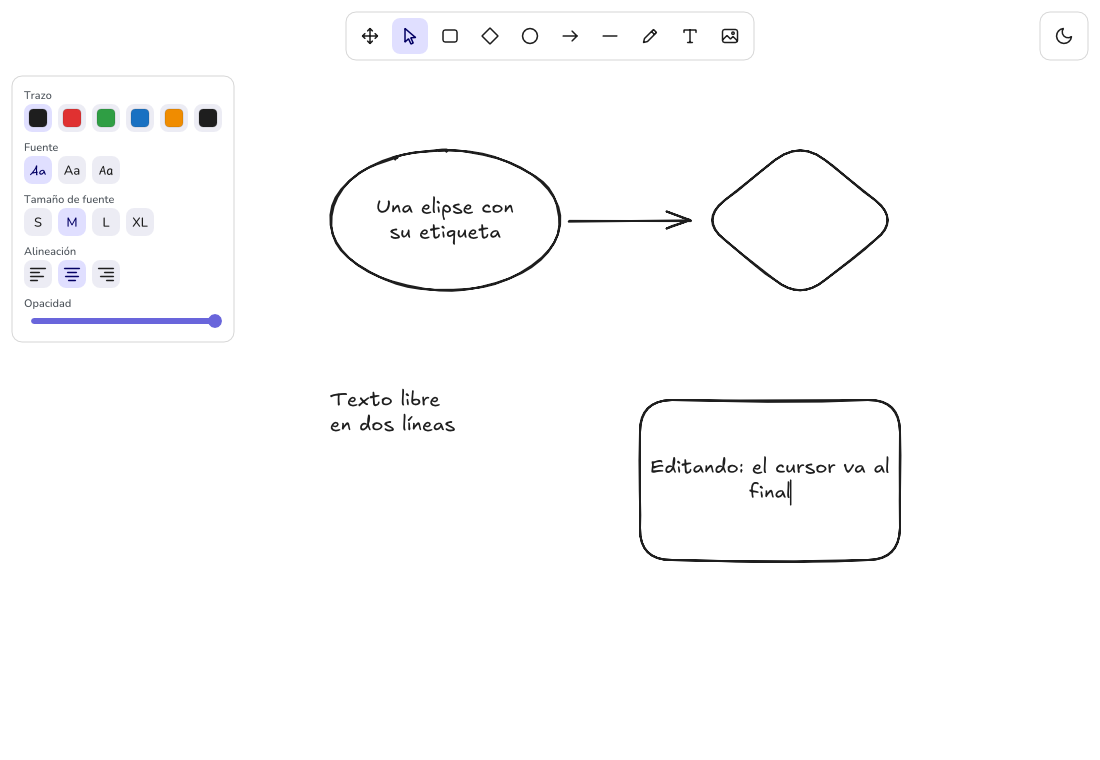 Trazo
Fuente
Aa Aa Aa
Tamaño de fuente
S M L XL
Alineación
Opacidad
Una elipse con
su etiqueta
Texto libre
en dos líneas
Editando: el cursor va al
final